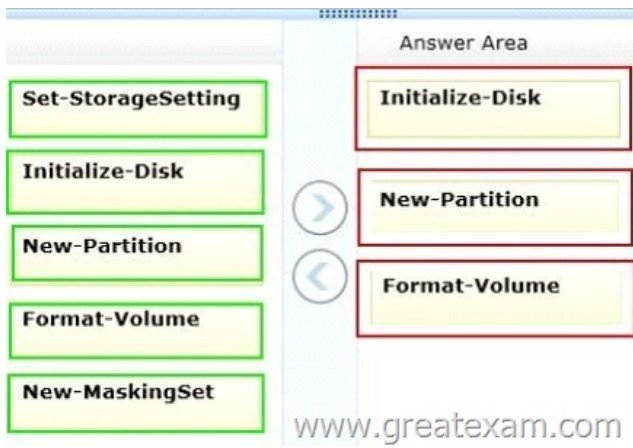 Answer Area
Set-StorageSetting
Initialize-Disk
New-Partition
Format-Volume
New-MaskingSet
Initialize-Disk
New-Partition
Format-Volume
www.greatexam.com